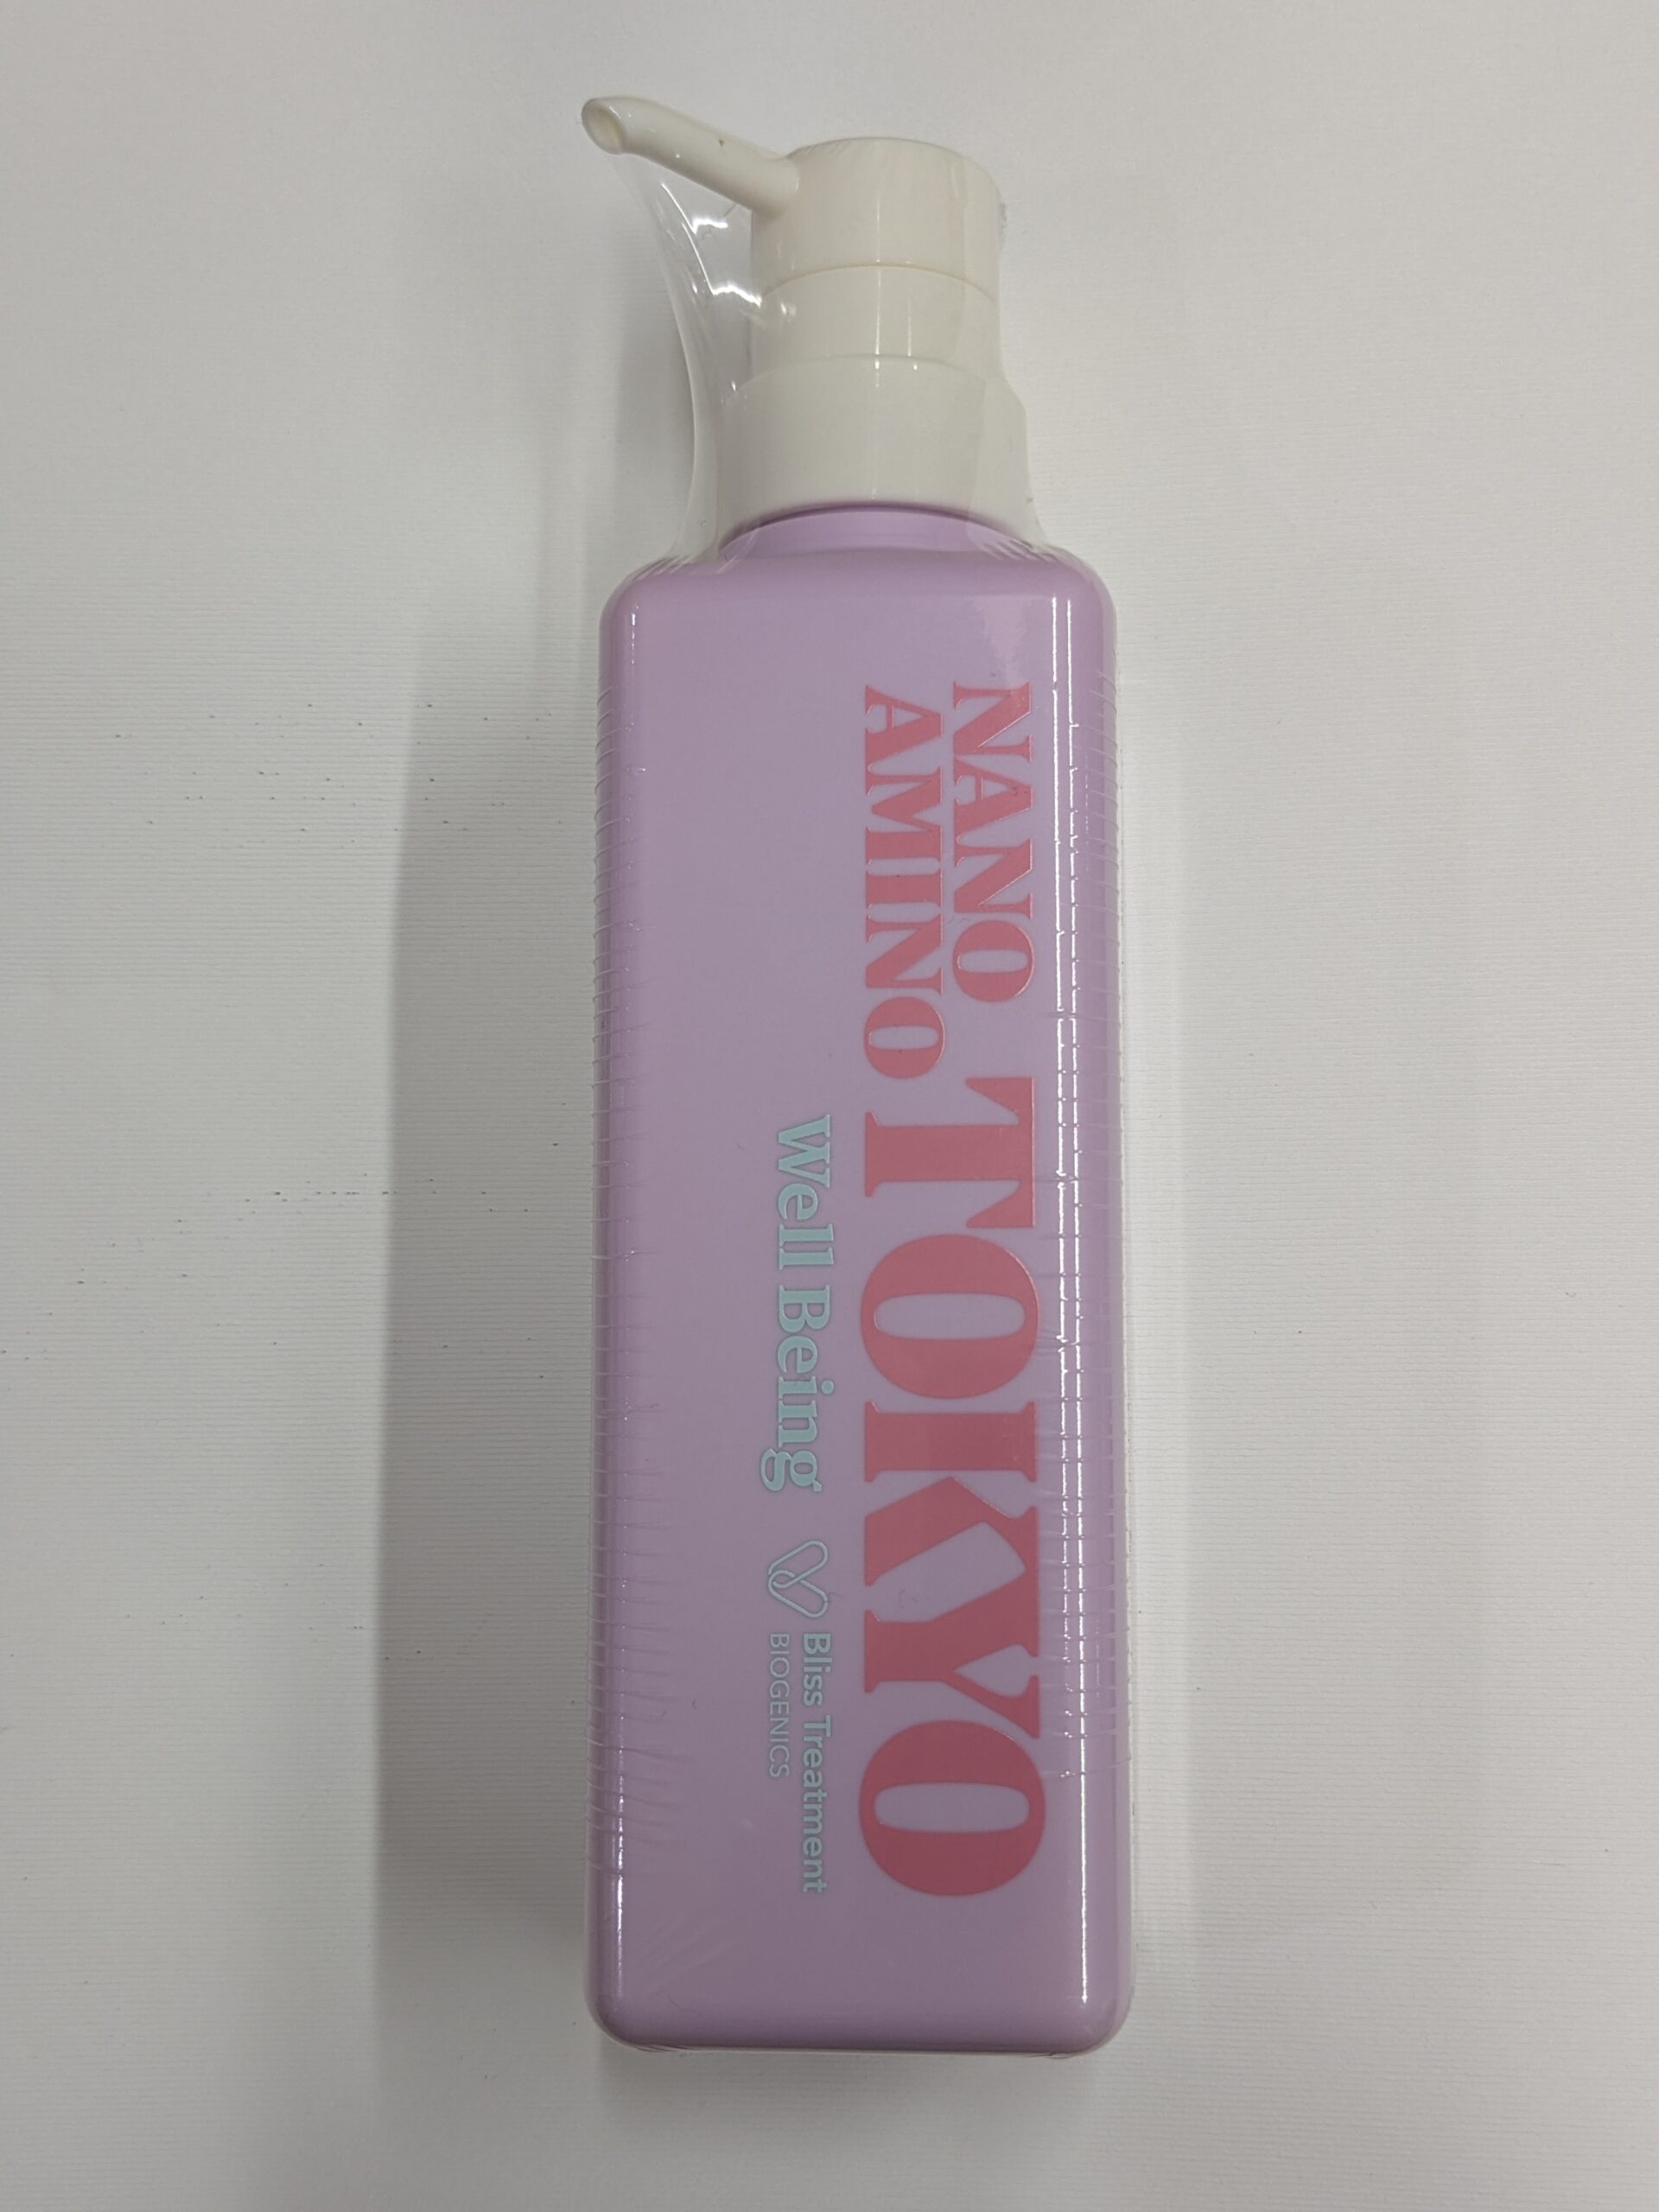 NANO
AMINO
TOKYO
Well Being
Bliss Treatment
BIOGENICS